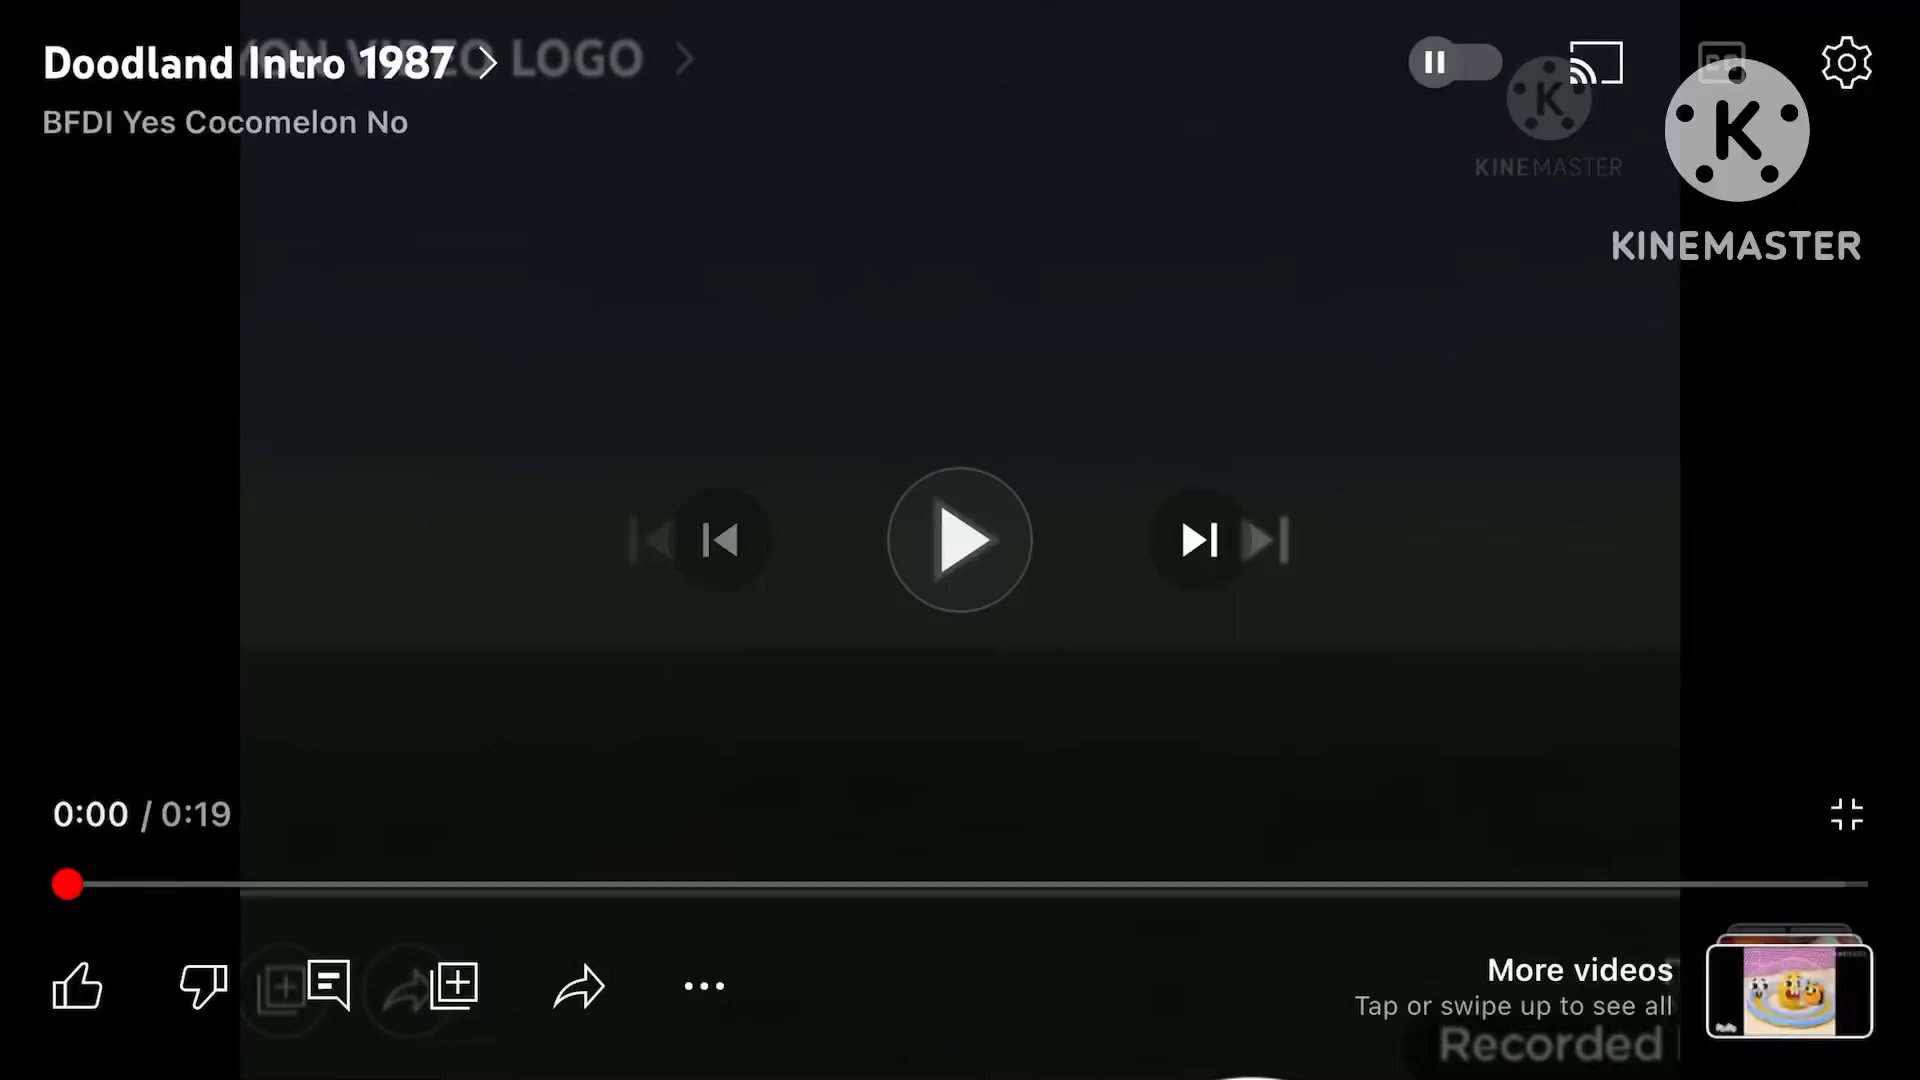 Doodland Intro 1987
VIDEO LOGO
BFDI Yes Cocomelon No
K
KINEMASTER
K
KINEMASTER
0:00 / 0:19
More videos
Tap or swipe up to see all
Recorded